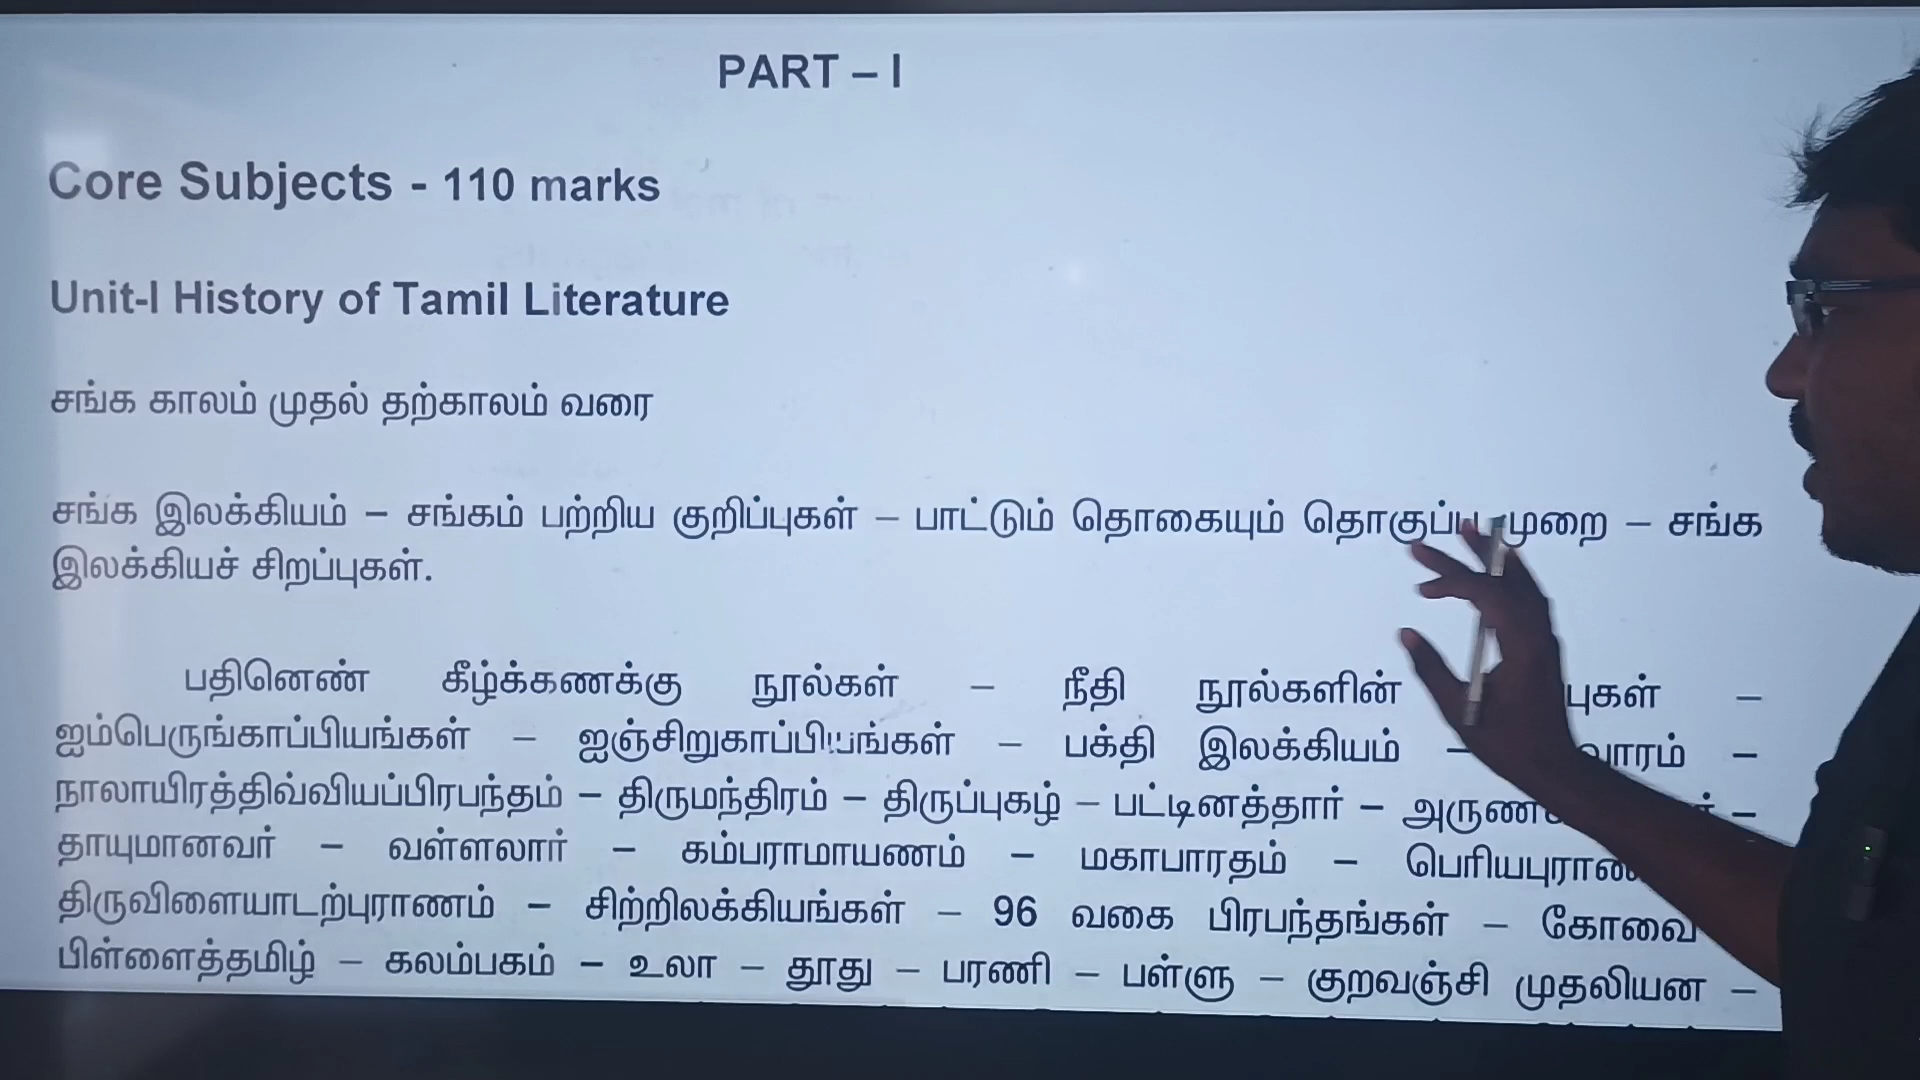 PART – I
Core Subjects - 110 marks
Unit-I History of Tamil Literature
சங்க காலம் முதல் தற்காலம் வரை
சங்க இலக்கியம் – சங்கம் பற்றிய குறிப்புகள் – பாட்டும் தொகையும் தொகுப்பு முறை – சங்க
இலக்கியச் சிறப்புகள்.
பதினெண் கீழ்க்கணக்கு நூல்கள் – நீதி நூல்களின் –
ஐம்பெருங்காப்பியங்கள் – ஐஞ்சிறுகாப்பியங்கள் – பக்தி இலக்கியம் – –
நாலாயிரத்திவ்வியப்பிரபந்தம் – திருமந்திரம் – திருப்புகழ் – பட்டினத்தார் – –
தாயுமானவர் – வள்ளலார் – கம்பராமாயணம் – மகாபாரதம் –
திருவிளையாடற்புராணம் – சிற்றிலக்கியங்கள் – 96 வகை பிரபந்தங்கள் – கோவை
பிள்ளைத்தமிழ் – கலம்பகம் – உலா – தூது – பரணி – பள்ளு – குறவஞ்சி முதலியன –